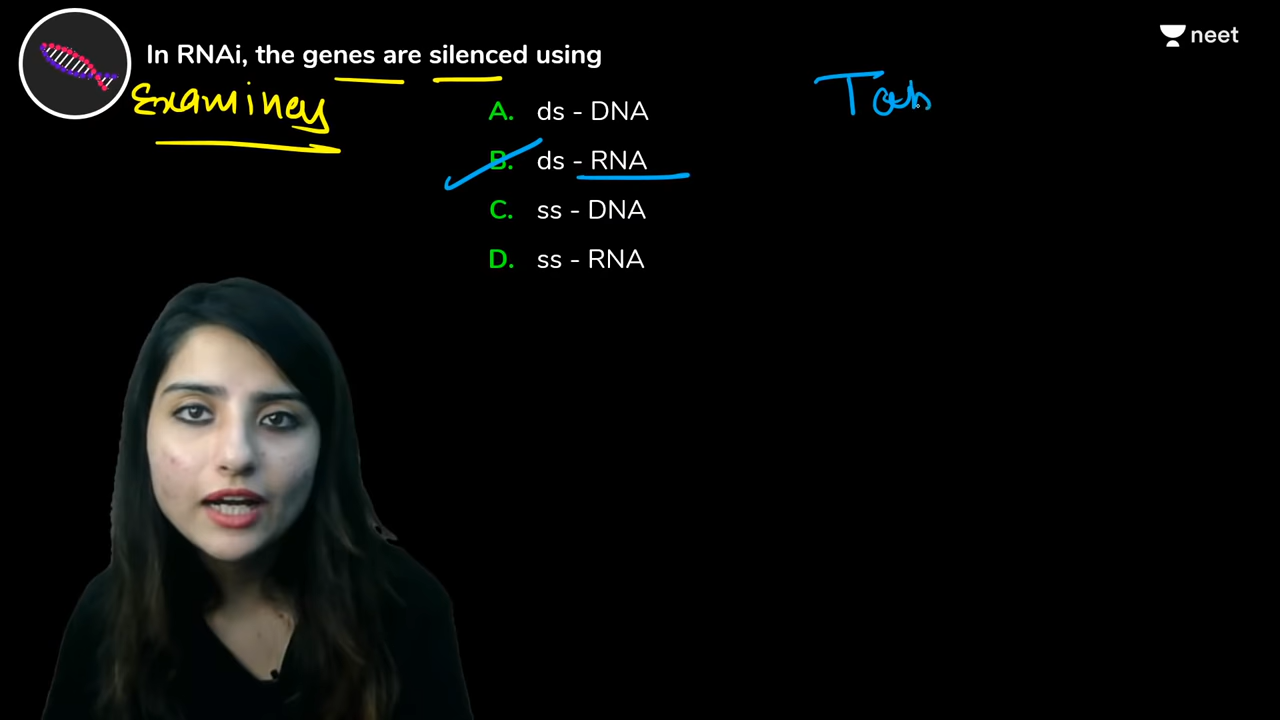 In RNAi, the genes are silenced using
neet
Examiner
A. ds - DNA
B. ds - RNA
C. ss - DNA
D. ss - RNA